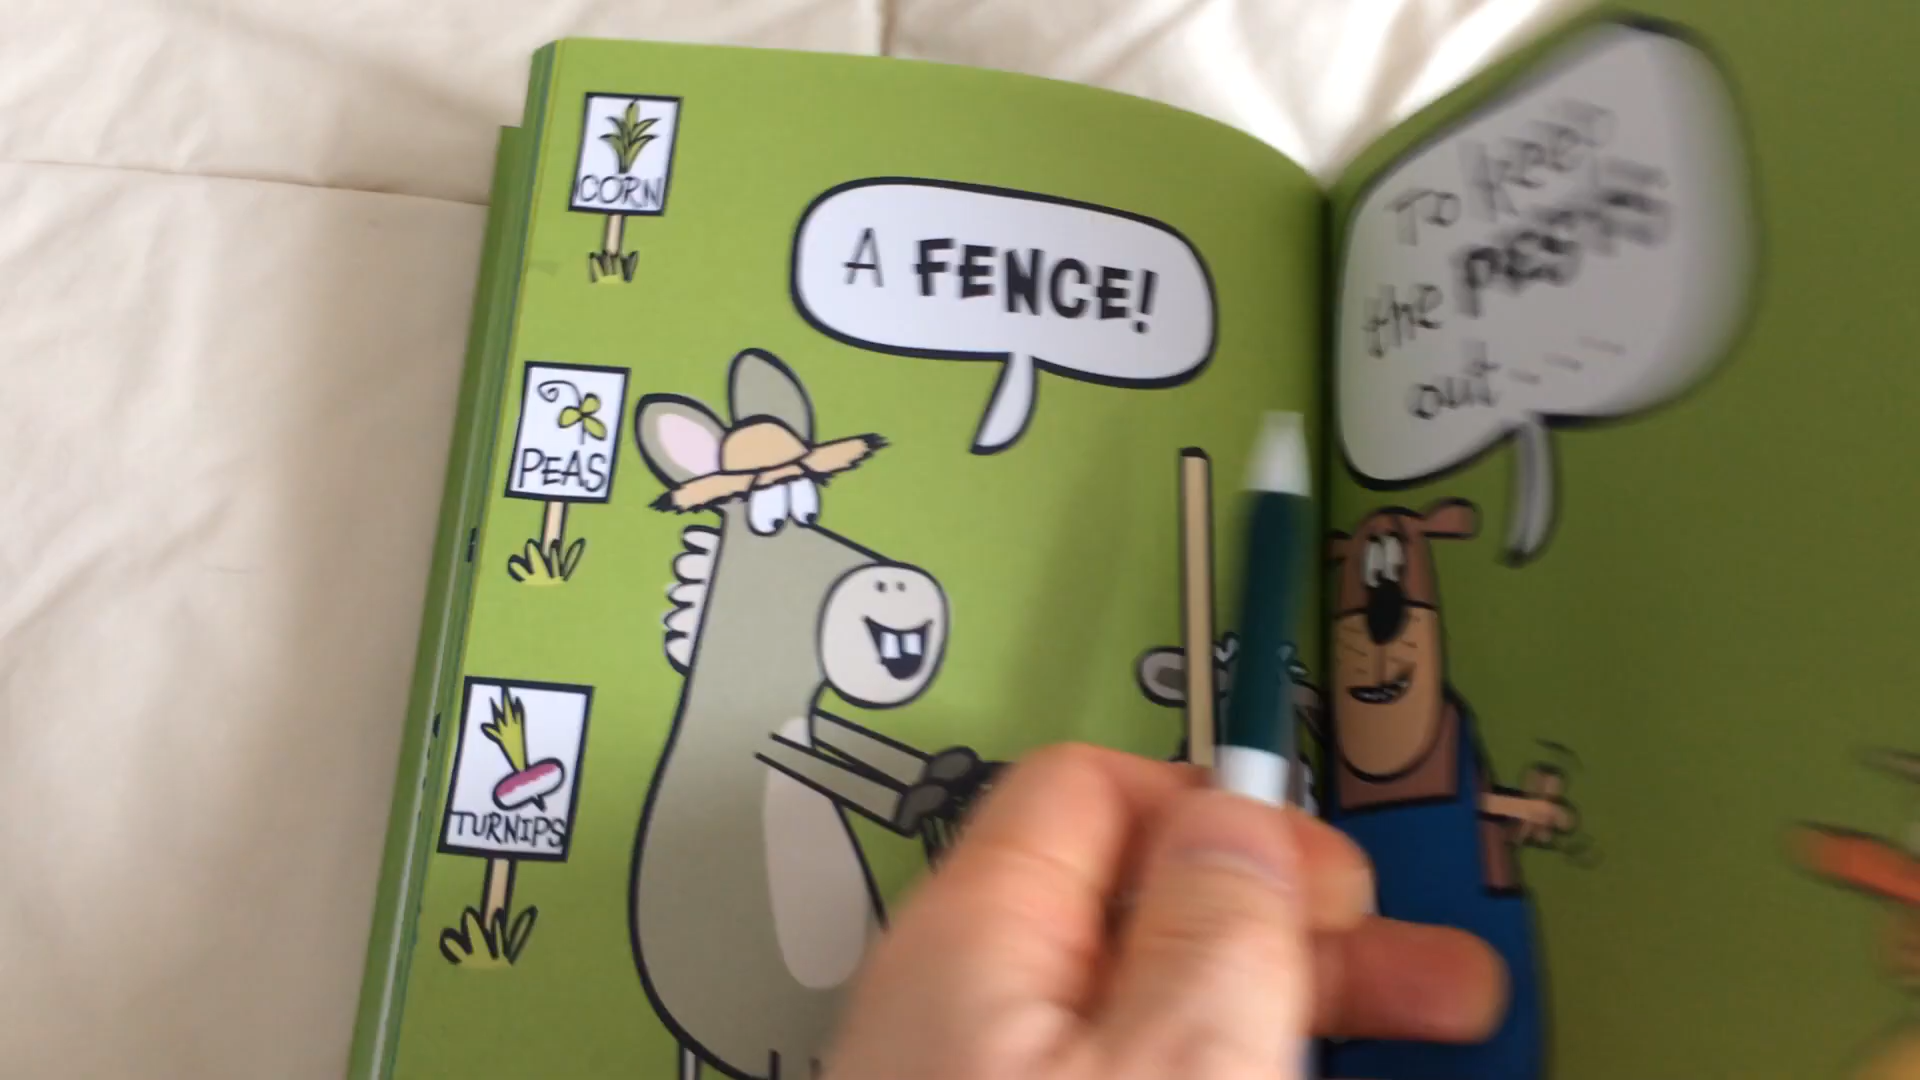 CORN
A FENCE!
PEAS
TURNIPS
To keep
the
out---